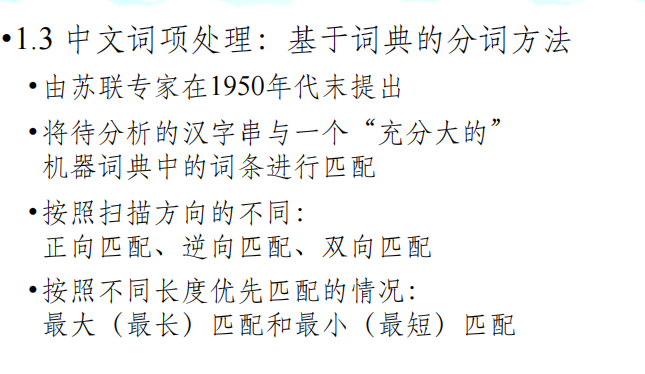 •1.3 中文词项处理：基于词典的分词方法
•由苏联专家在1950年代末提出
•将待分析的汉字串与一个“充分大的”
机器词典中的词条进行匹配
•按照扫描方向的不同：
正向匹配、逆向匹配、双向匹配
•按照不同长度优先匹配的情况：
最大（最长）匹配和最小（最短）匹配